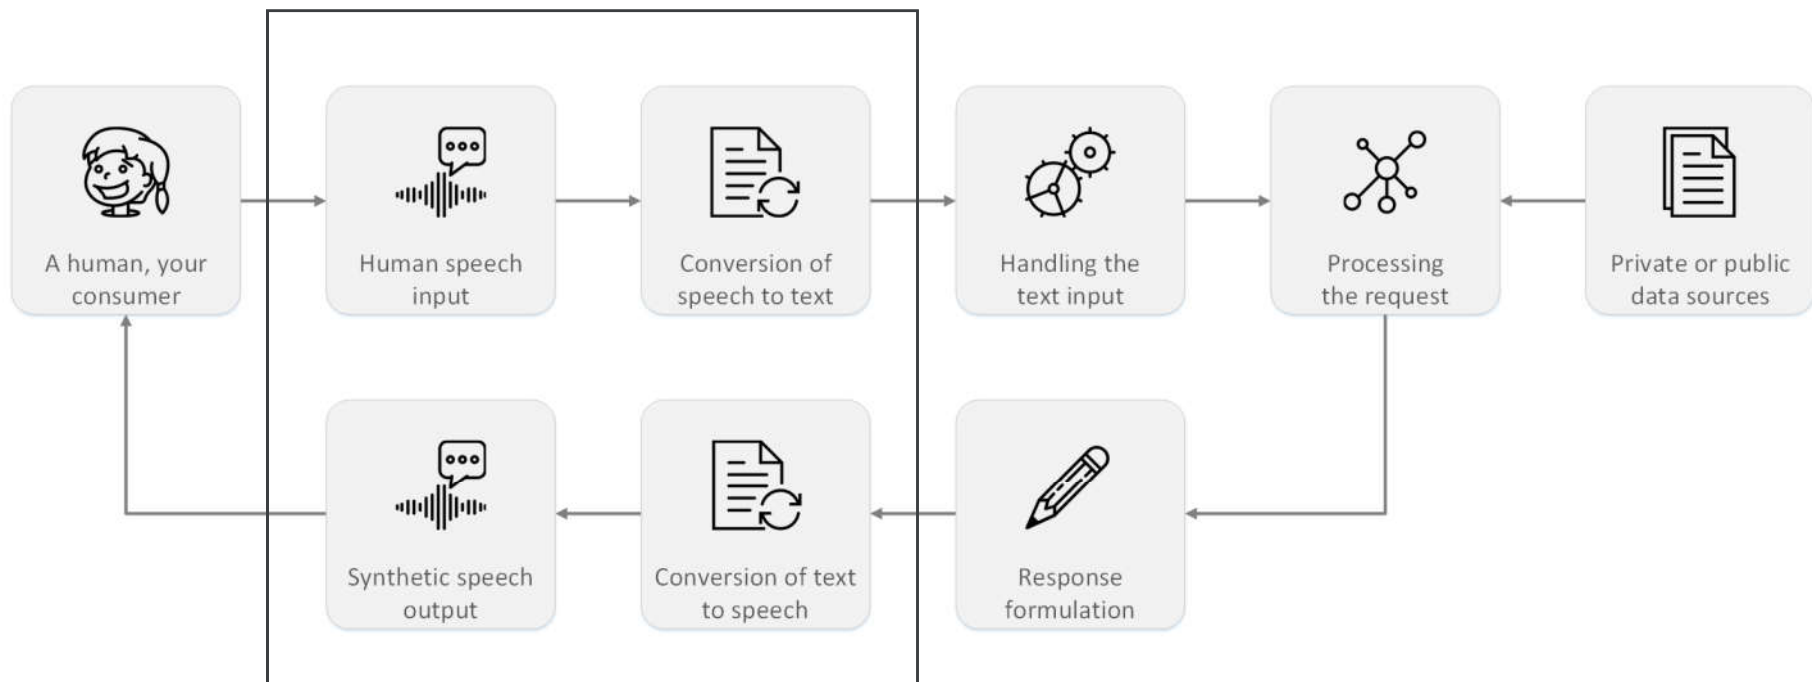 A human, your
consumer
Human speech
input
Conversion of
speech to text
Handling the
text input
Processing
the request
Private or public
data sources
Synthetic speech
output
Conversion of text
to speech
Response
formulation